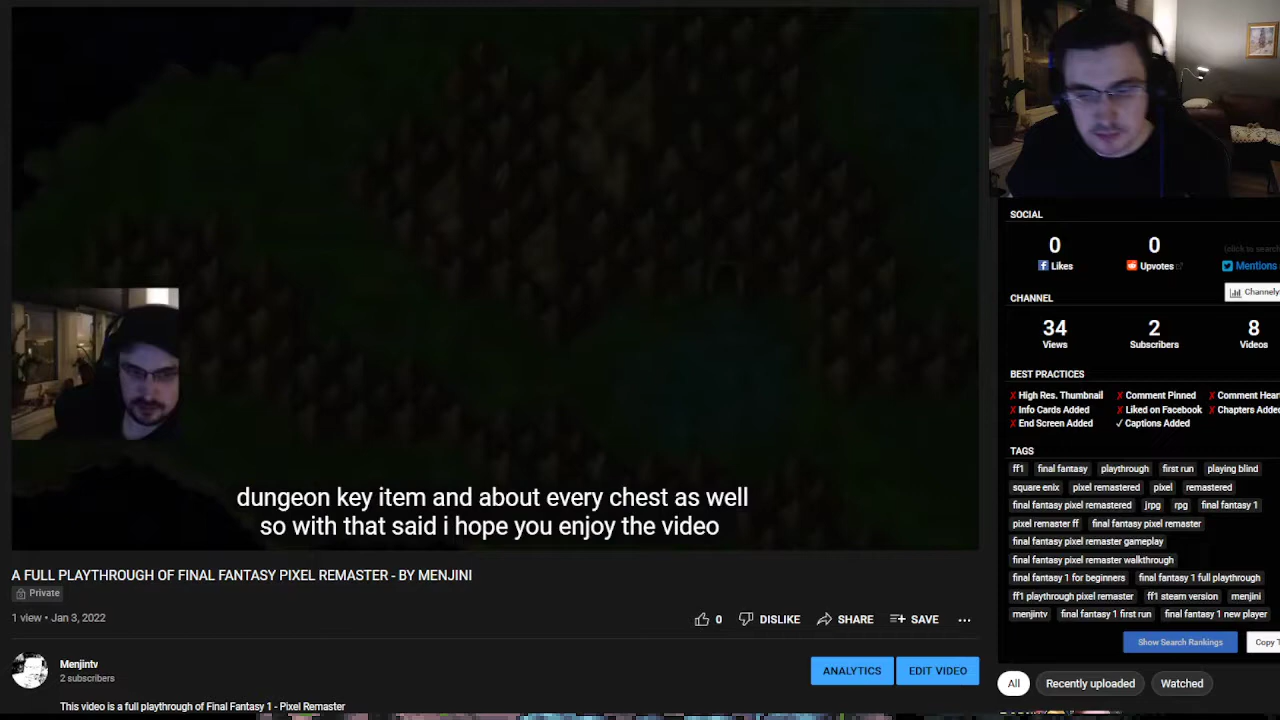 dungeon key item and about every chest as well
so with that said i hope you enjoy the video
A FULL PLAYTHROUGH OF FINAL FANTASY PIXEL REMASTER - BY MENJINI
Private
1 view • Jan 3, 2022
0 DISLIKE SHARE SAVE
Menjintv
2 subscribers
ANALYTICS EDIT VIDEO
This video is a full playthrough of Final Fantasy 1 - Pixel Remaster
SOCIAL
0 0 (click to search
Likes Upvotes Mentions
Channely
CHANNEL
34 2 8
Views Subscribers Videos
BEST PRACTICES
✗ High Res. Thumbnail ✗ Comment Pinned ✗ Comment Hear
✗ Info Cards Added ✗ Liked on Facebook ✗ Chapters Added
✗ End Screen Added ✓ Captions Added
TAGS
ff1 final fantasy playthrough first run playing blind
square enix pixel remastered pixel remastered
final fantasy pixel remastered jrpg rpg final fantasy 1
pixel remaster ff final fantasy pixel remaster
final fantasy pixel remaster gameplay
final fantasy pixel remaster walkthrough
final fantasy 1 for beginners final fantasy 1 full playthrough
ff1 playthrough pixel remaster ff1 steam version menjini
menjintv final fantasy 1 first run final fantasy 1 new player
Show Search Rankings Copy T
All Recently uploaded Watched